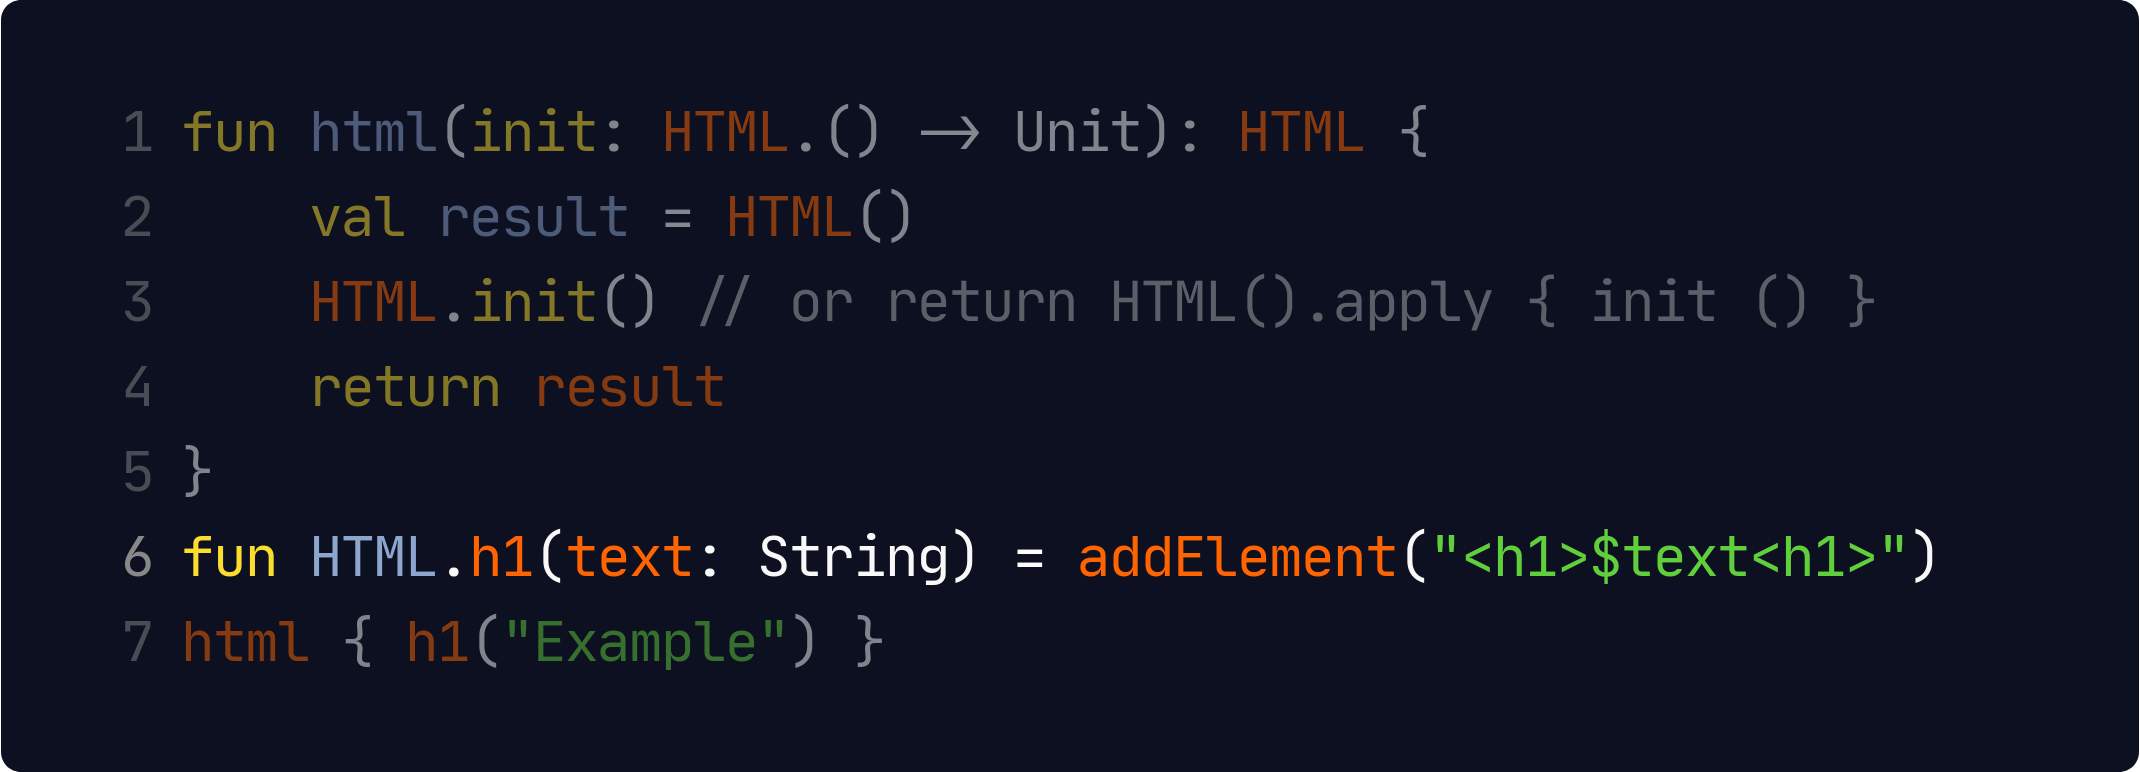 1 fun html(init: HTML.() -> Unit): HTML {
2     val result = HTML()
3     HTML.init() // or return HTML().apply { init () }
4     return result
5 }
6 fun HTML.h1(text: String) = addElement("<h1>$text<h1>")
7 html { h1("Example") }